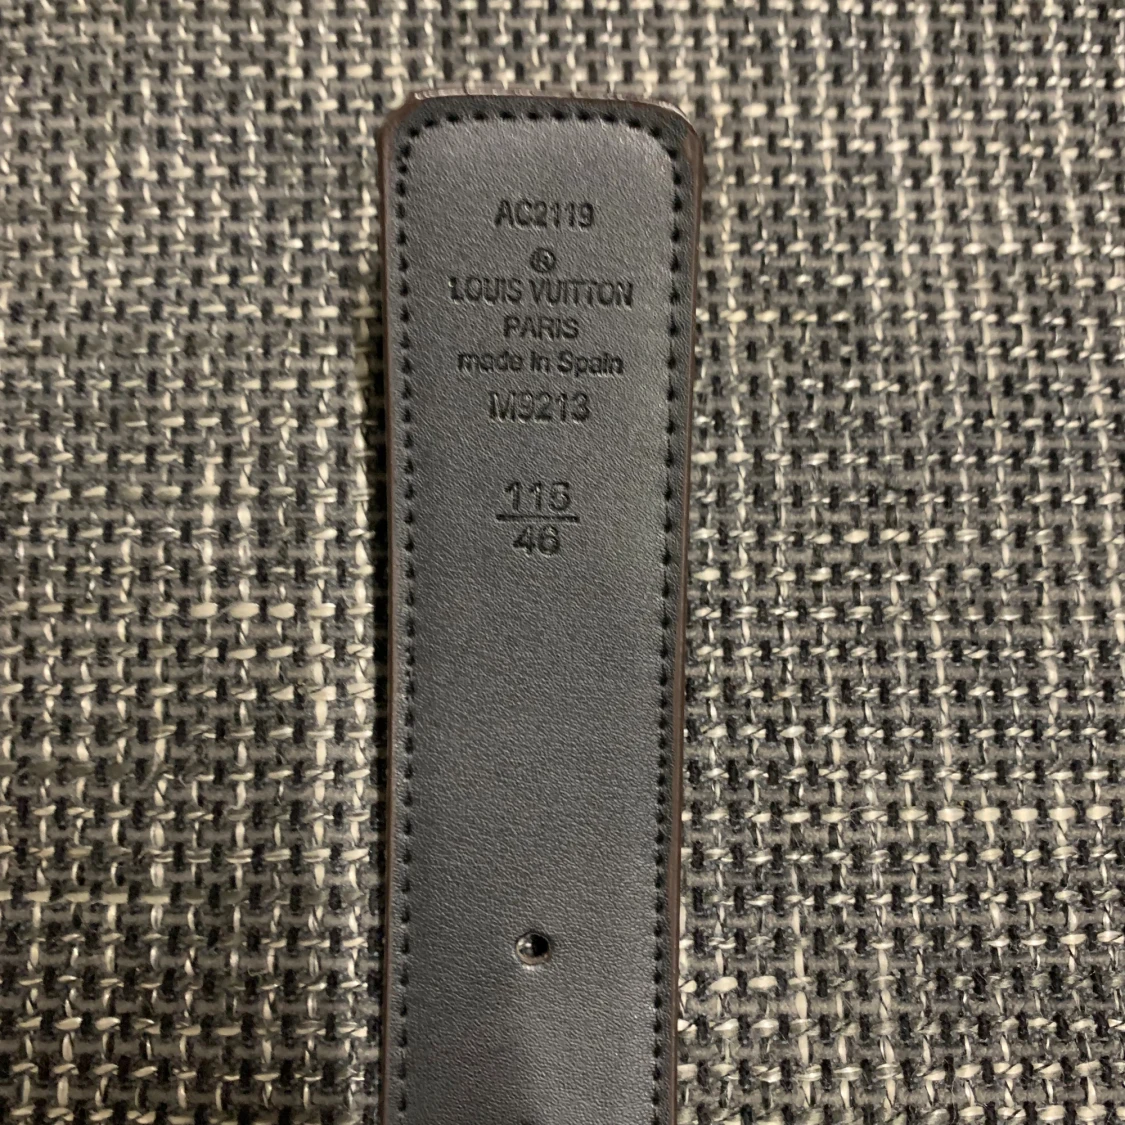 AC2119
®
LOUIS VUITTON
PARIS
made in Spain
M9213
115
46